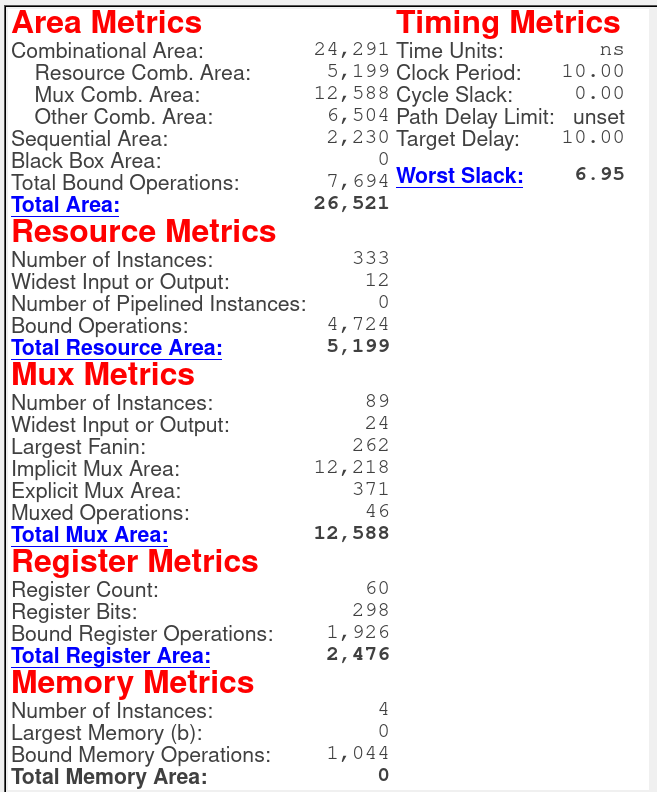 Area Metrics
Combinational Area: 24,291
Resource Comb. Area: 5,199
Mux Comb. Area: 12,588
Other Comb. Area: 6,504
Sequential Area: 2,230
Black Box Area: 0
Total Bound Operations: 7,694
Total Area: 26,521
Timing Metrics
Time Units: ns
Clock Period: 10.00
Cycle Slack: 0.00
Path Delay Limit: unset
Target Delay: 10.00
Worst Slack: 6.95
Resource Metrics
Number of Instances: 333
Widest Input or Output: 12
Number of Pipelined Instances: 0
Bound Operations: 4,724
Total Resource Area: 5,199
Mux Metrics
Number of Instances: 89
Widest Input or Output: 24
Largest Fanin: 262
Implicit Mux Area: 12,218
Explicit Mux Area: 371
Muxed Operations: 46
Total Mux Area: 12,588
Register Metrics
Register Count: 60
Register Bits: 298
Bound Register Operations: 1,926
Total Register Area: 2,476
Memory Metrics
Number of Instances: 4
Largest Memory (b): 0
Bound Memory Operations: 1,044
Total Memory Area: 0